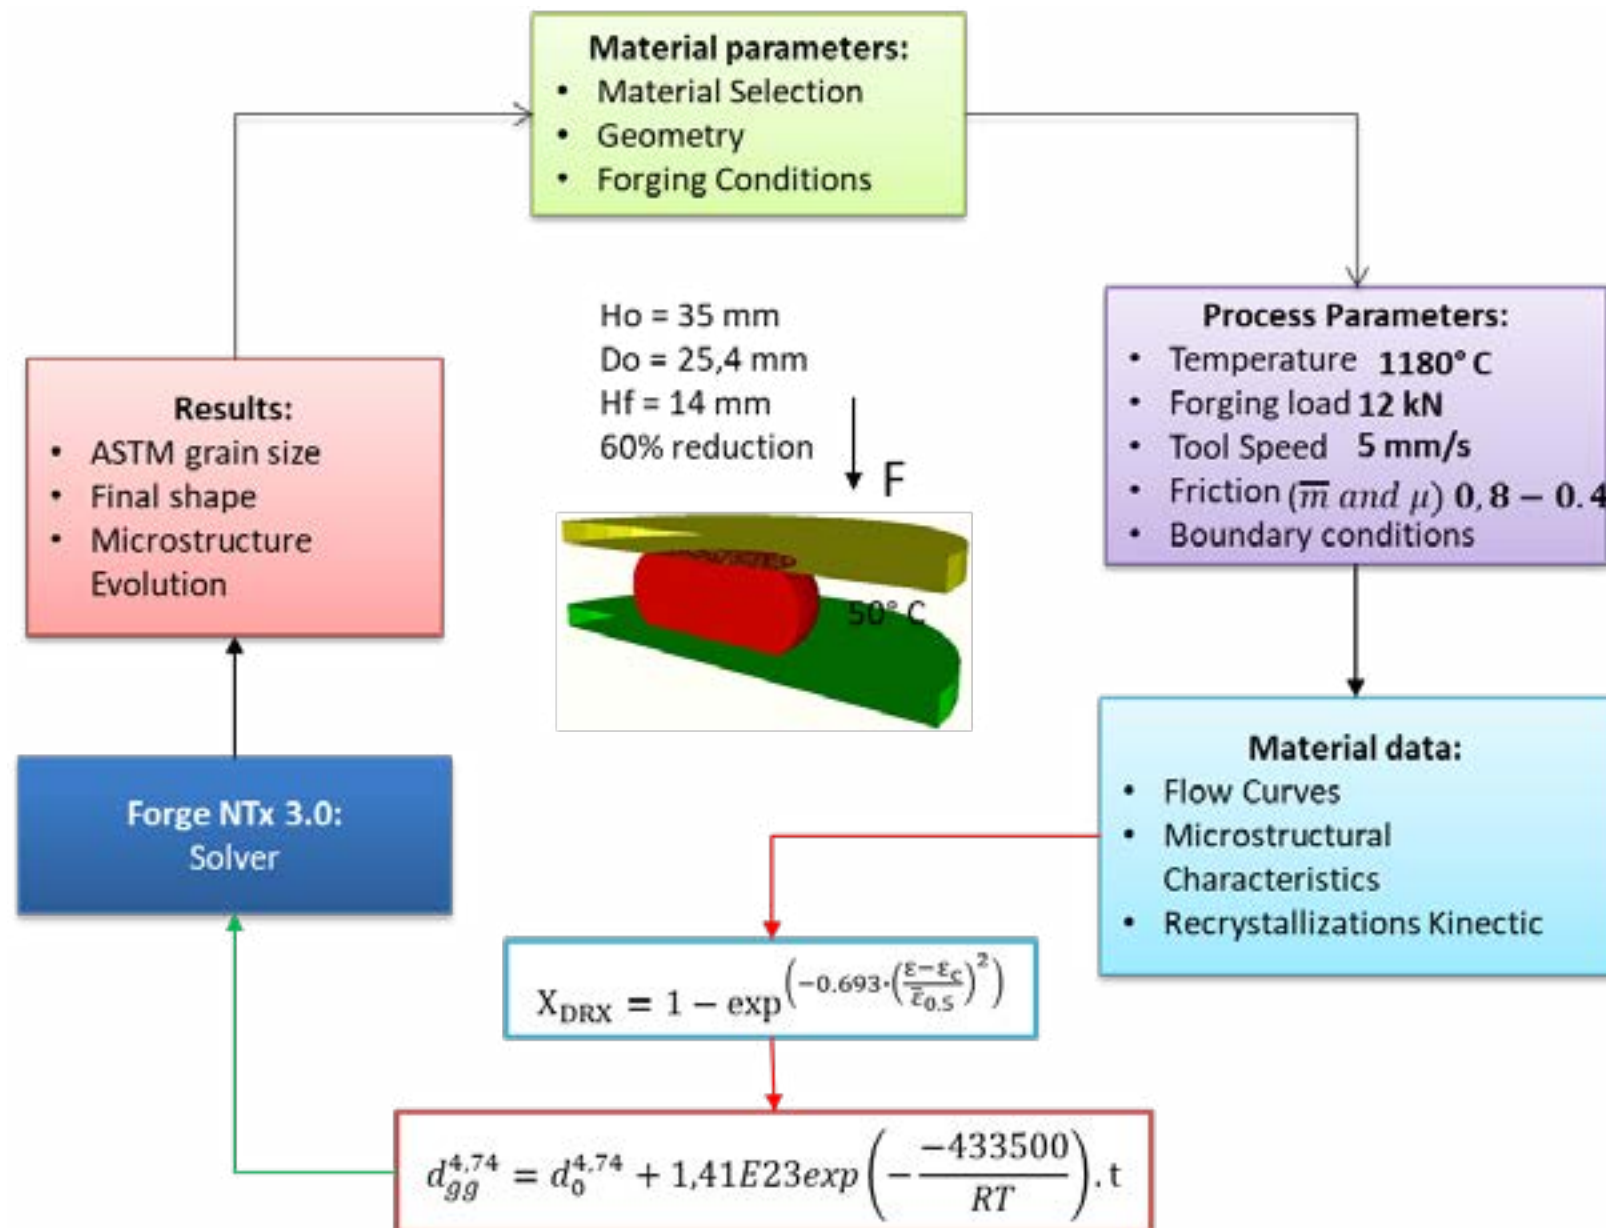 Material parameters:
• Material Selection
• Geometry
• Forging Conditions
Ho = 35 mm
Do = 25,4 mm
Hf = 14 mm
60% reduction
F
50° C
Process Parameters:
• Temperature 1180° C
• Forging load 12 kN
• Tool Speed 5 mm/s
• Friction (m̅ and μ) 0,8 − 0.4
• Boundary conditions
Results:
• ASTM grain size
• Final shape
• Microstructure
Evolution
Material data:
• Flow Curves
• Microstructural
Characteristics
• Recrystallizations Kinectic
Forge NTx 3.0:
Solver
X_DRX = 1 − exp^(−0.693·((ε−ε_c)/ε̅_0.5)^2)
d_gg^4,74 = d_0^4,74 + 1,41E23exp(−(−433500)/(RT)).t